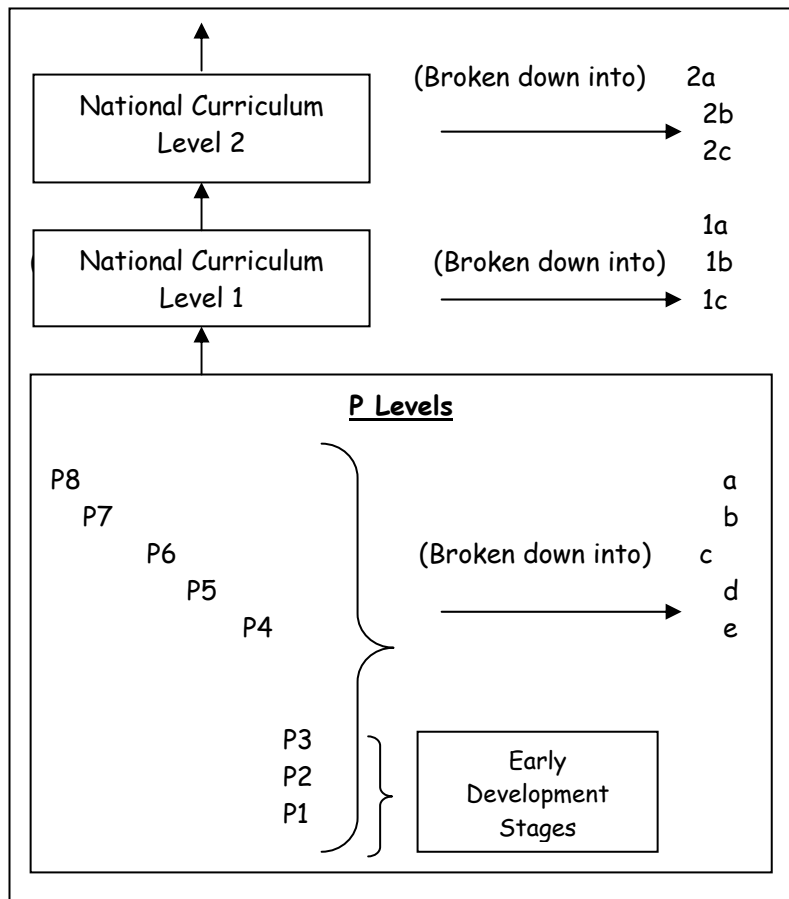 National Curriculum
Level 2
(Broken down into) 2a
2b
2c
National Curriculum
Level 1
1a
(Broken down into) 1b
1c
(
P Levels
P8 a
P7 b
P6 (Broken down into) c
P5 d
P4 e
P3
P2
P1
Early
Development
Stages